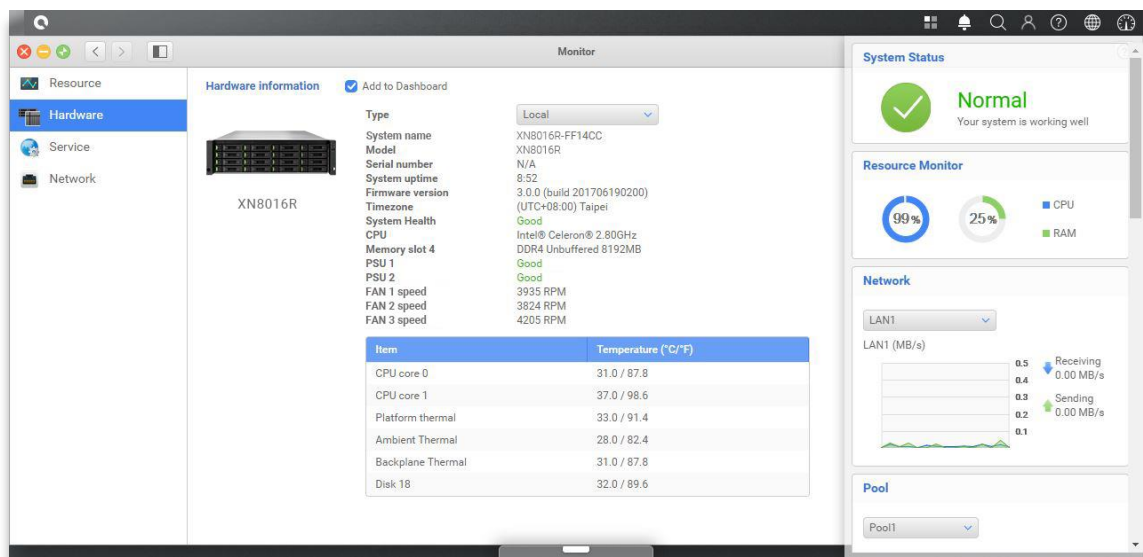 Monitor
Resource
Hardware
Service
Network
Hardware information
Add to Dashboard
XN8016R
Type Local
System name XN8016R-FF14CC
Model XN8016R
Serial number N/A
System uptime 8:52
Firmware version 3.0.0 (build 201706190200)
Timezone (UTC+08:00) Taipei
System Health Good
CPU Intel® Celeron® 2.80GHz
Memory slot 4 DDR4 Unbuffered 8192MB
PSU 1 Good
PSU 2 Good
FAN 1 speed 3935 RPM
FAN 2 speed 3824 RPM
FAN 3 speed 4205 RPM
Item Temperature (°C/°F)
CPU core 0 31.0 / 87.8
CPU core 1 37.0 / 98.6
Platform thermal 33.0 / 91.4
Ambient Thermal 28.0 / 82.4
Backplane Thermal 31.0 / 87.8
Disk 18 32.0 / 89.6
System Status
Normal
Your system is working well
Resource Monitor
99%
25%
CPU
RAM
Network
LAN1
LAN1 (MB/s)
0.5
0.4
0.3
0.2
0.1
Receiving
0.00 MB/s
Sending
0.00 MB/s
Pool
Pool1